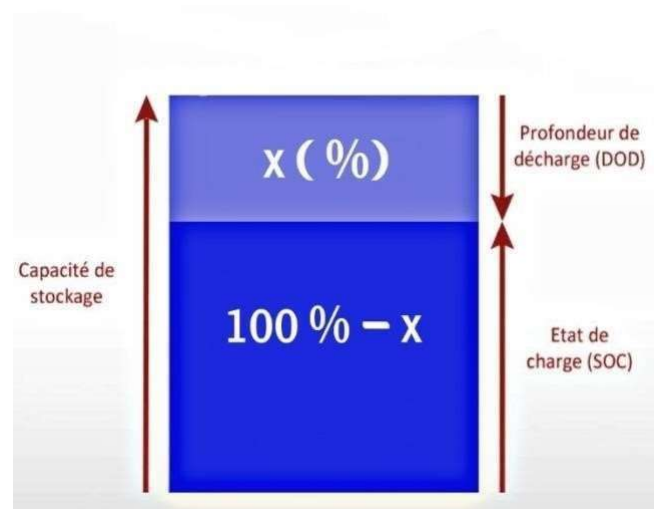 x ( %)
Profondeur de
décharge (DOD)
Capacité de
stockage
100 % – x
Etat de
charge (SOC)